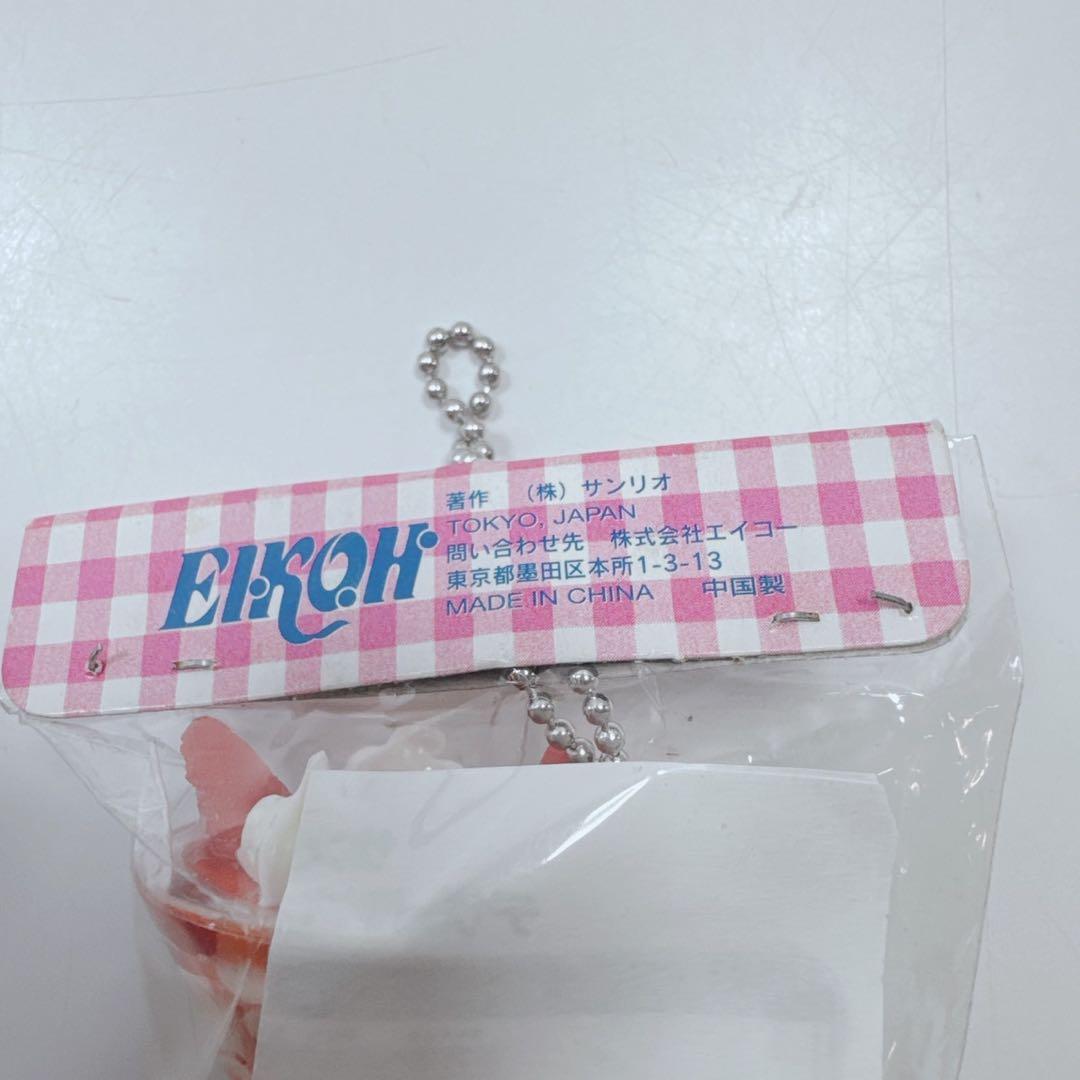 EIKOH
著作 （株）サンリオ
TOKYO, JAPAN
問い合わせ先 株式会社エイコー
東京都墨田区本所1-3-13
MADE IN CHINA 中国製